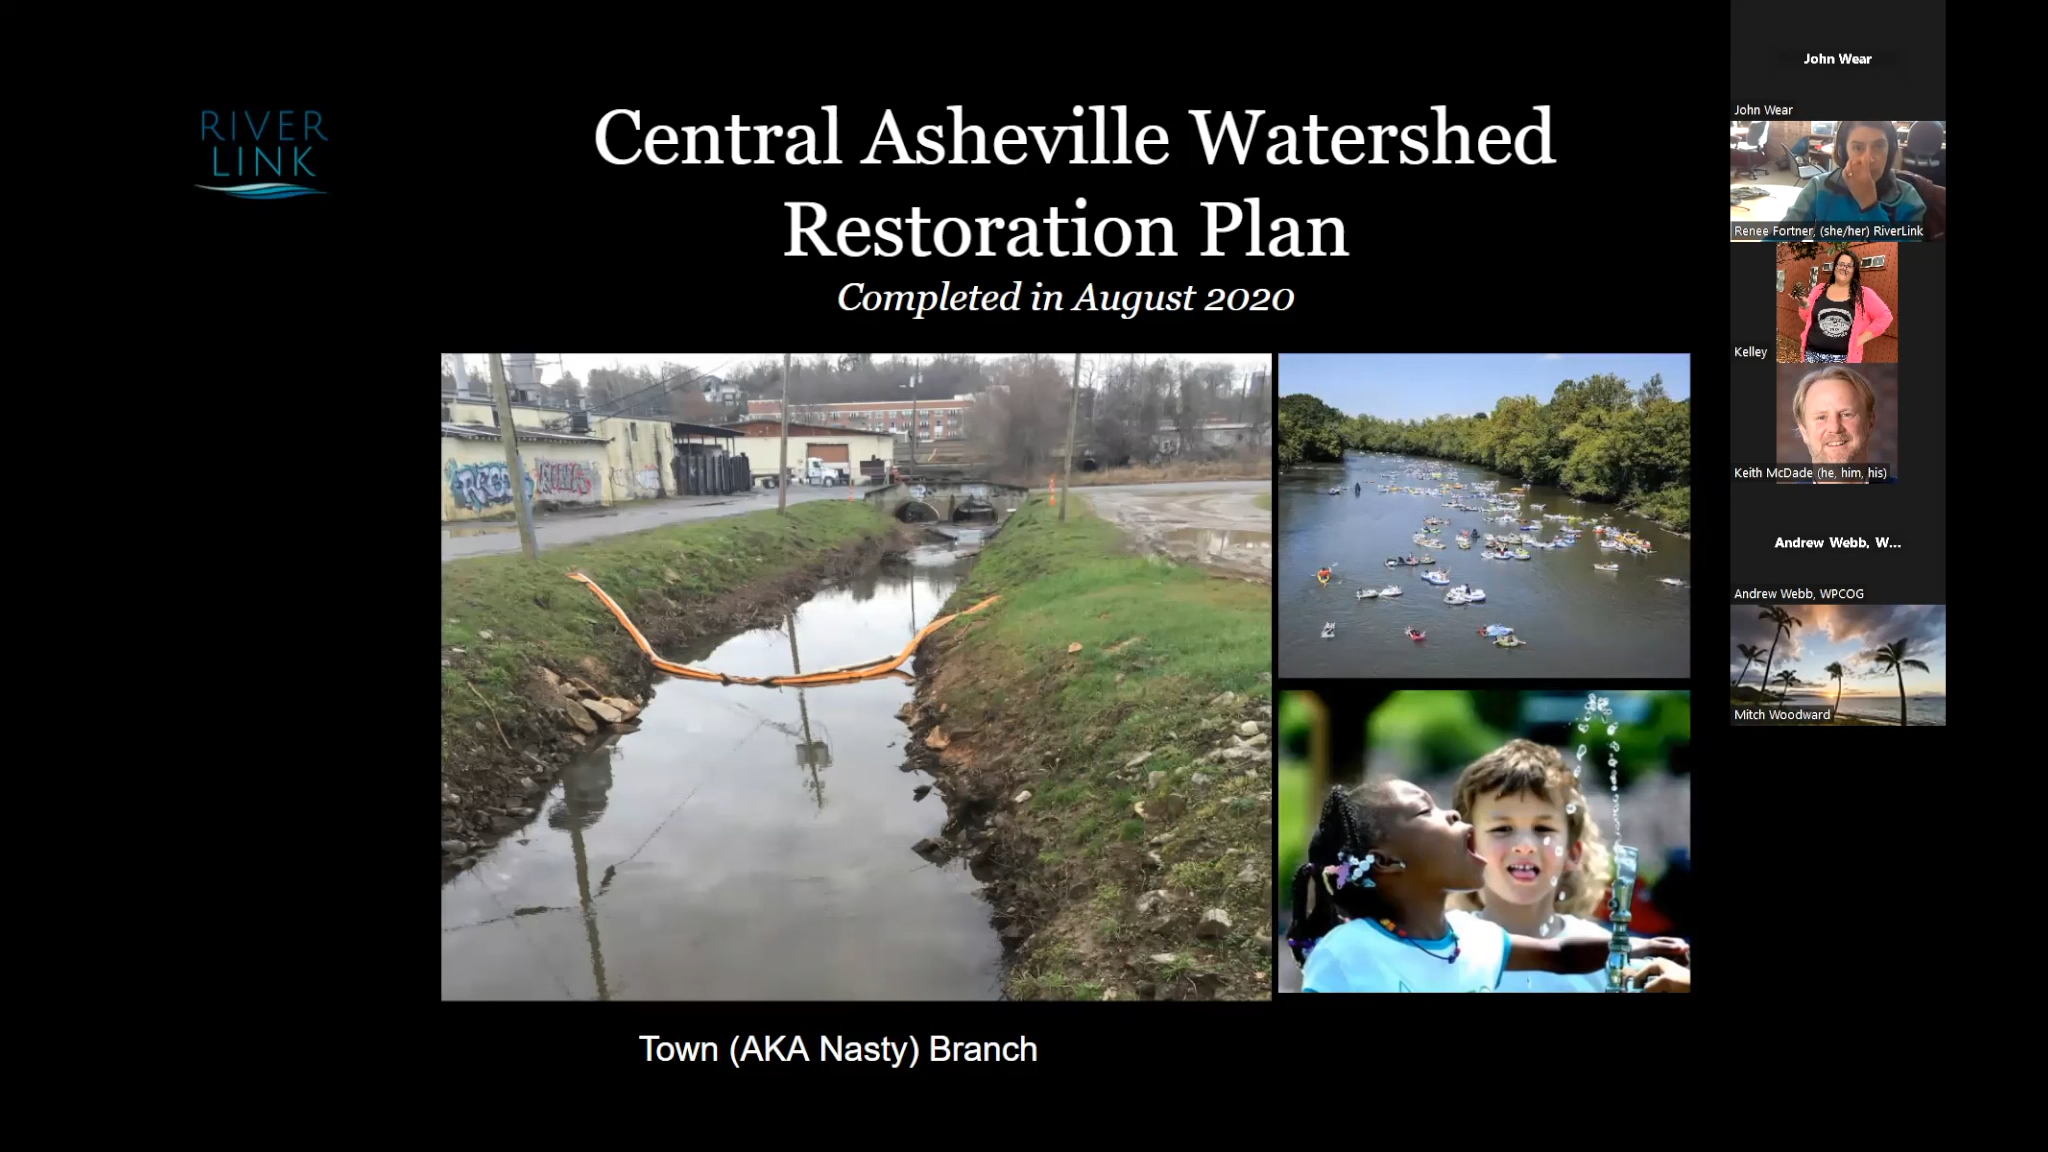 RIVER
LINK
Central Asheville Watershed
Restoration Plan
Completed in August 2020
Town (AKA Nasty) Branch
John Wear
John Wear
Renee Fortner, (she/her) RiverLink
Kelley
Keith McDade (he, him, his)
Andrew Webb, W...
Andrew Webb, WPCOG
Mitch Woodward